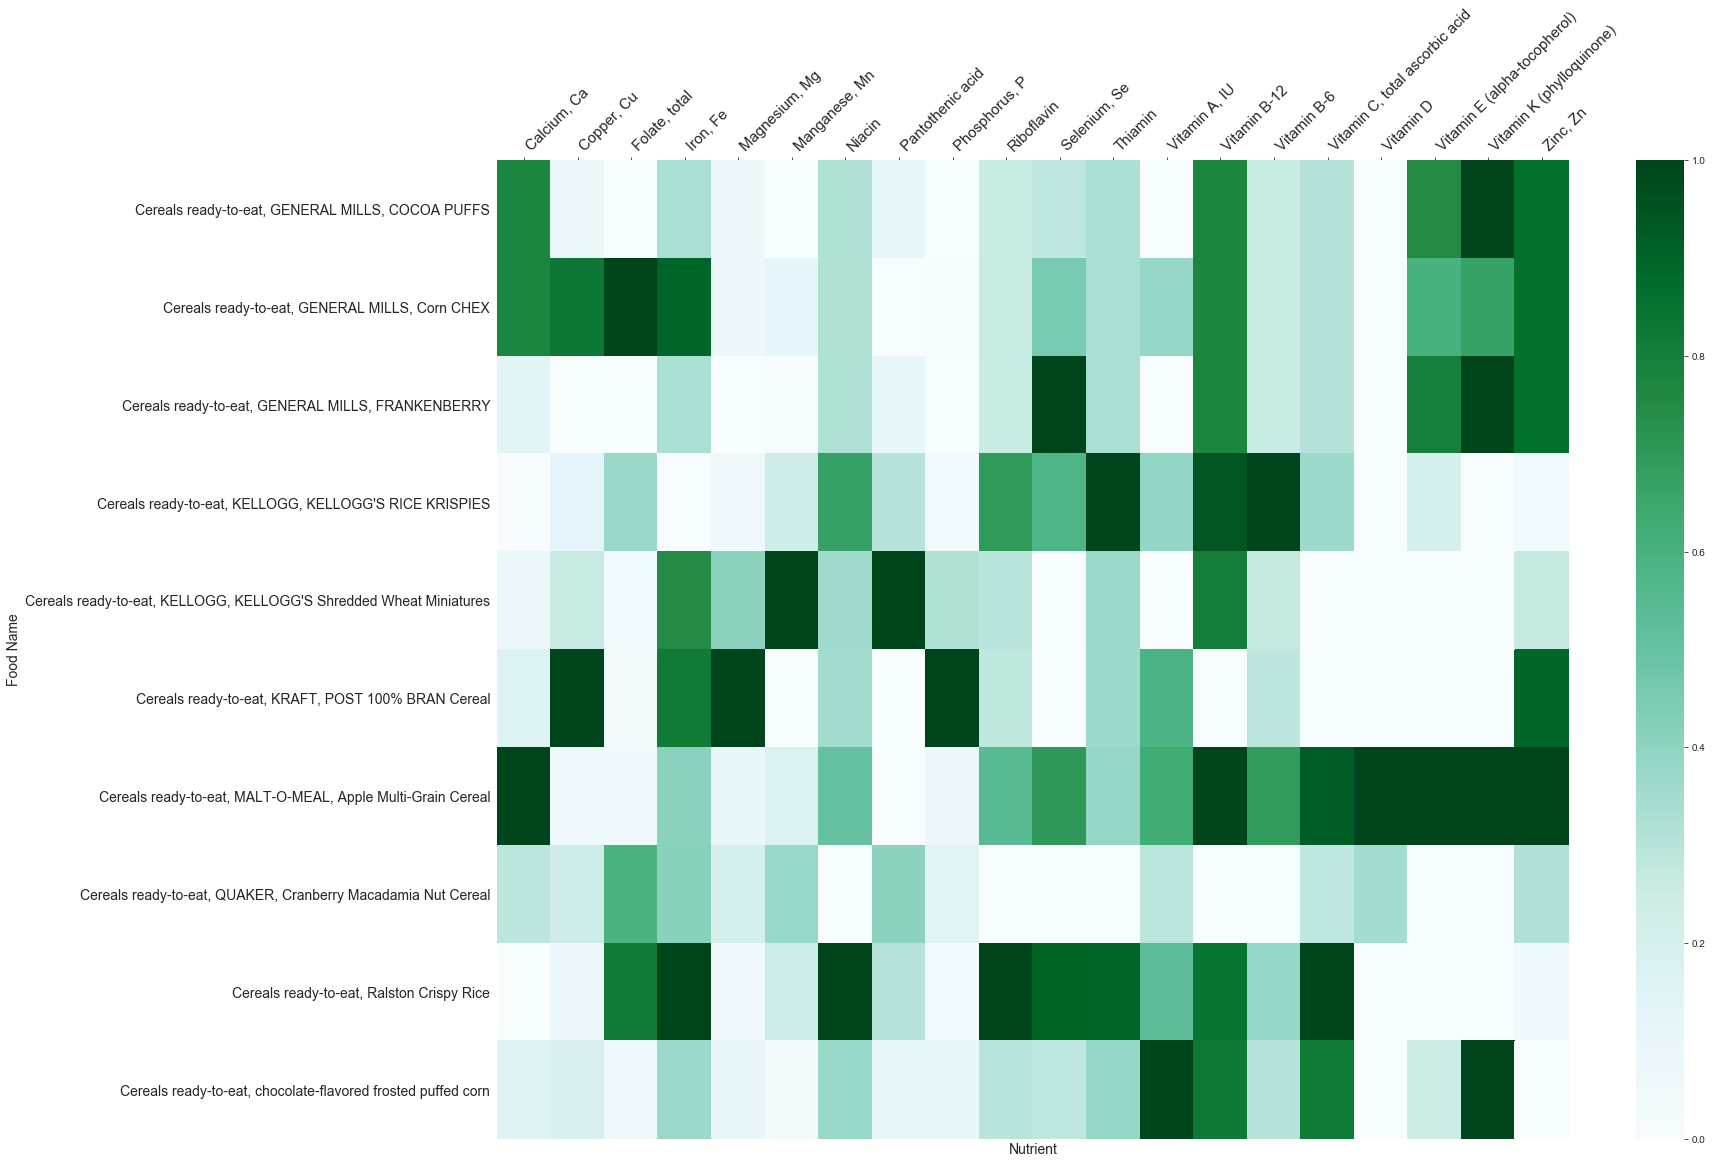 Calcium, Ca
Copper, Cu
Folate, total
Iron, Fe
Magnesium, Mg
Manganese, Mn
Niacin
Pantothenic acid
Phosphorus, P
Riboflavin
Selenium, Se
Thiamin
Vitamin A, IU
Vitamin B-12
Vitamin B-6
Vitamin C, total ascorbic acid
Vitamin D
Vitamin E (alpha-tocopherol)
Vitamin K (phylloquinone)
Zinc, Zn
Food Name
Cereals ready-to-eat, GENERAL MILLS, COCOA PUFFS
Cereals ready-to-eat, GENERAL MILLS, Corn CHEX
Cereals ready-to-eat, GENERAL MILLS, FRANKENBERRY
Cereals ready-to-eat, KELLOGG, KELLOGG'S RICE KRISPIES
Cereals ready-to-eat, KELLOGG, KELLOGG'S Shredded Wheat Miniatures
Cereals ready-to-eat, KRAFT, POST 100% BRAN Cereal
Cereals ready-to-eat, MALT-O-MEAL, Apple Multi-Grain Cereal
Cereals ready-to-eat, QUAKER, Cranberry Macadamia Nut Cereal
Cereals ready-to-eat, Ralston Crispy Rice
Cereals ready-to-eat, chocolate-flavored frosted puffed corn
Nutrient
1.0
0.8
0.6
0.4
0.2
0.0